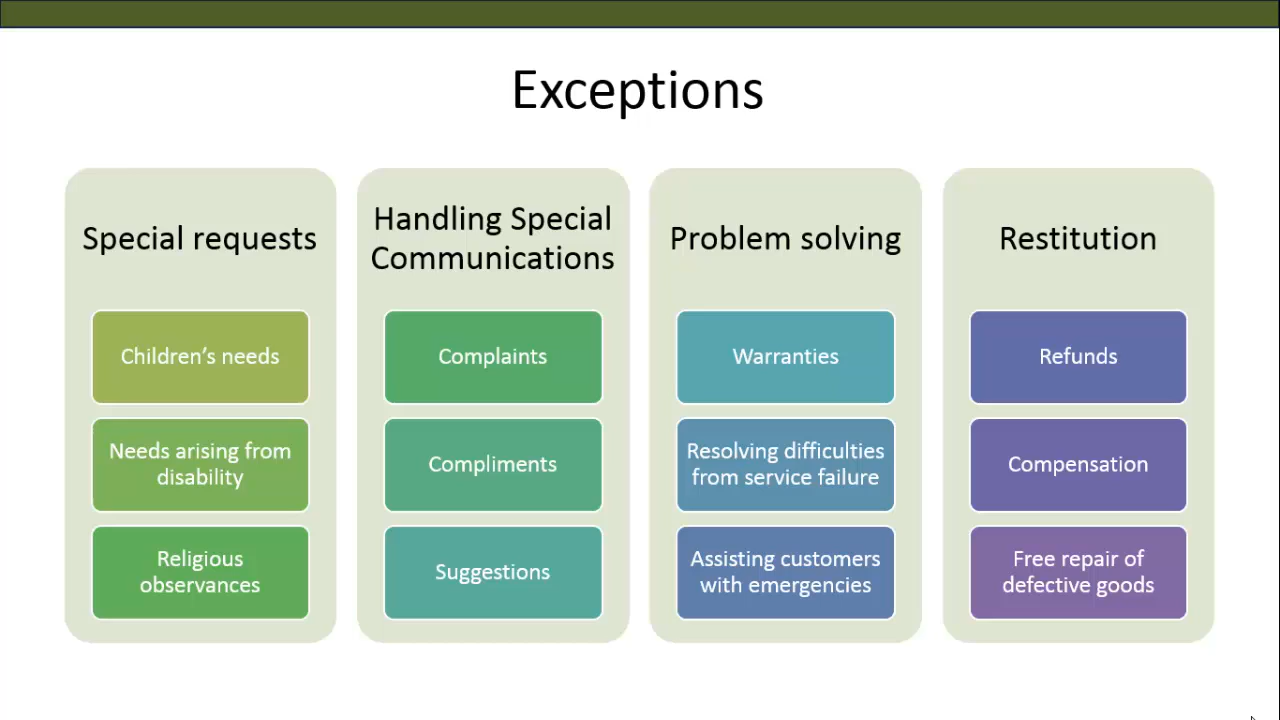 Exceptions
Special requests
Children’s needs
Needs arising from
disability
Religious
observances
Handling Special
Communications
Complaints
Compliments
Suggestions
Problem solving
Warranties
Resolving difficulties
from service failure
Assisting customers
with emergencies
Restitution
Refunds
Compensation
Free repair of
defective goods